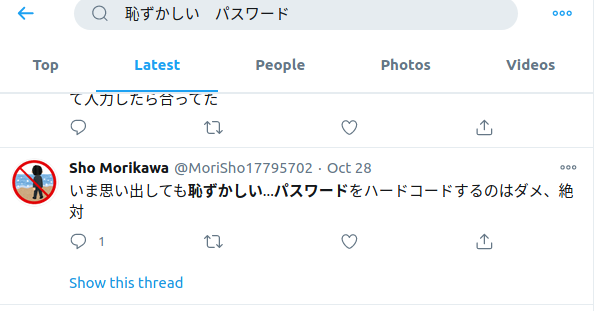 恥ずかしい　パスワード
Top Latest People Photos Videos
て入力したら合ってた
Sho Morikawa @MoriSho17795702 · Oct 28
いま思い出しても恥ずかしい...パスワードをハードコードするのはダメ、絶
対
1
Show this thread